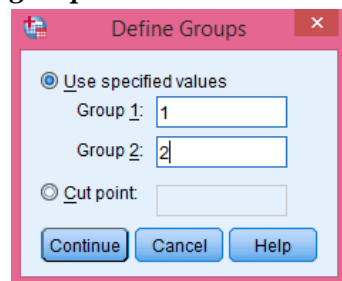 Define Groups
Use specified values
Group 1: 1
Group 2: 2
Cut point:
Continue Cancel Help